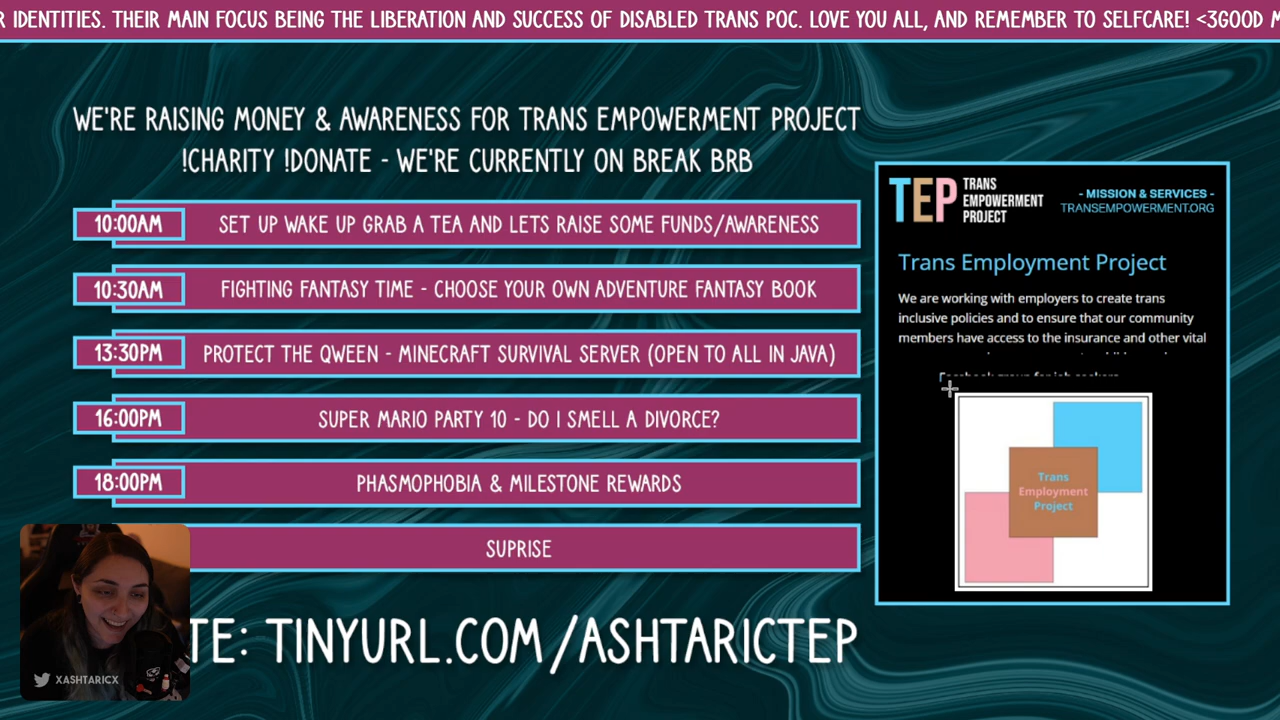 R IDENTITIES. THEIR MAIN FOCUS BEING THE LIBERATION AND SUCCESS OF DISABLED TRANS POC. LOVE YOU ALL, AND REMEMBER TO SELFCARE! <3GOOD M
WE'RE RAISING MONEY & AWARENESS FOR TRANS EMPOWERMENT PROJECT
!CHARITY !DONATE - WE'RE CURRENTLY ON BREAK BRB
10:00AM SET UP WAKE UP GRAB A TEA AND LETS RAISE SOME FUNDS/AWARENESS
10:30AM FIGHTING FANTASY TIME - CHOOSE YOUR OWN ADVENTURE FANTASY BOOK
13:30PM PROTECT THE QWEEN - MINECRAFT SURVIVAL SERVER (OPEN TO ALL IN JAVA)
16:00PM SUPER MARIO PARTY 10 - DO I SMELL A DIVORCE?
18:00PM PHASMOPHOBIA & MILESTONE REWARDS
SUPRISE
TE: TINYURL.COM/ASHTARICTEP
XASHTARICX
TEP TRANS
EMPOWERMENT
PROJECT
- MISSION & SERVICES -
TRANSEMPOWERMENT.ORG
Trans Employment Project
We are working with employers to create trans
inclusive policies and to ensure that our community
members have access to the insurance and other vital
Facebook group for job seekers
Trans
Employment
Project